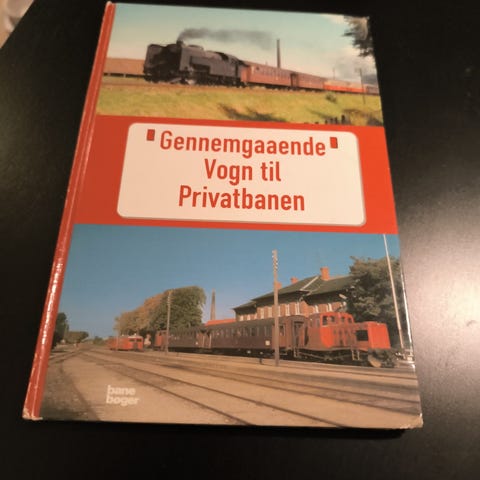 Gennemgaaende
Vogn til
Privatbanen
bane
bøger